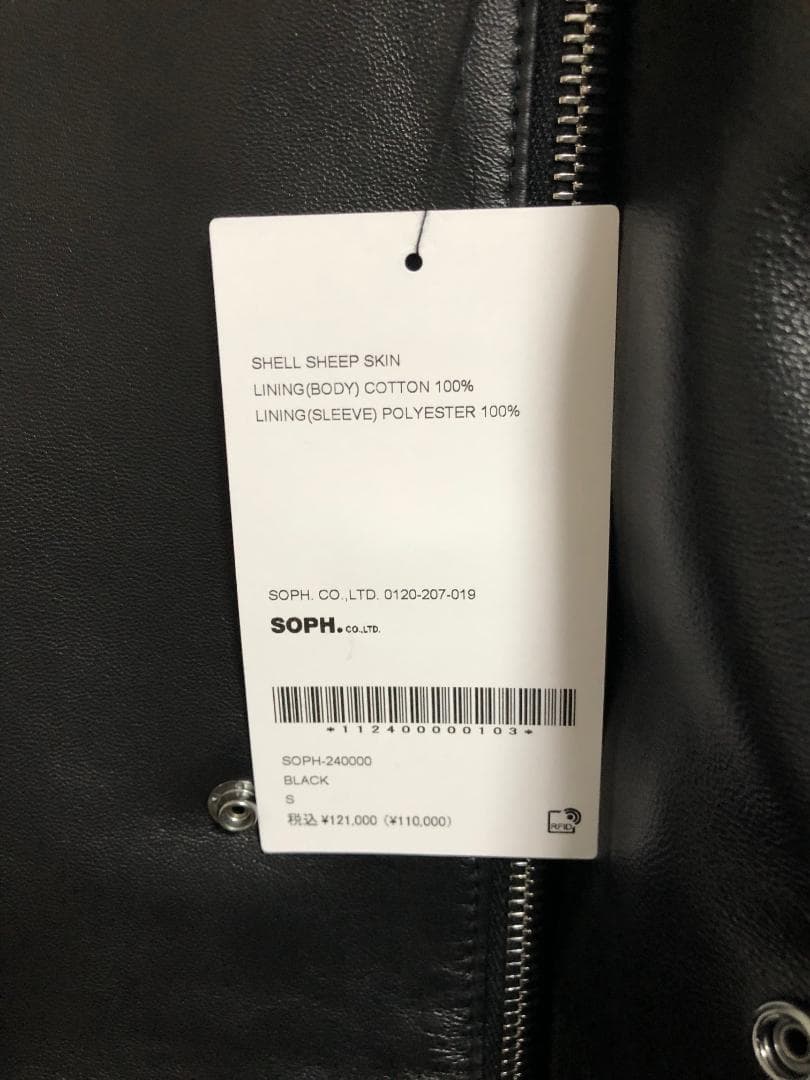 SHELL SHEEP SKIN
LINING(BODY) COTTON 100%
LINING(SLEEVE) POLYESTER 100%
SOPH. CO.,LTD. 0120-207-019
SOPH. CO.,LTD.
*112400000103*
SOPH-240000
BLACK
S
税込 ¥121,000 (¥110,000)
RFID